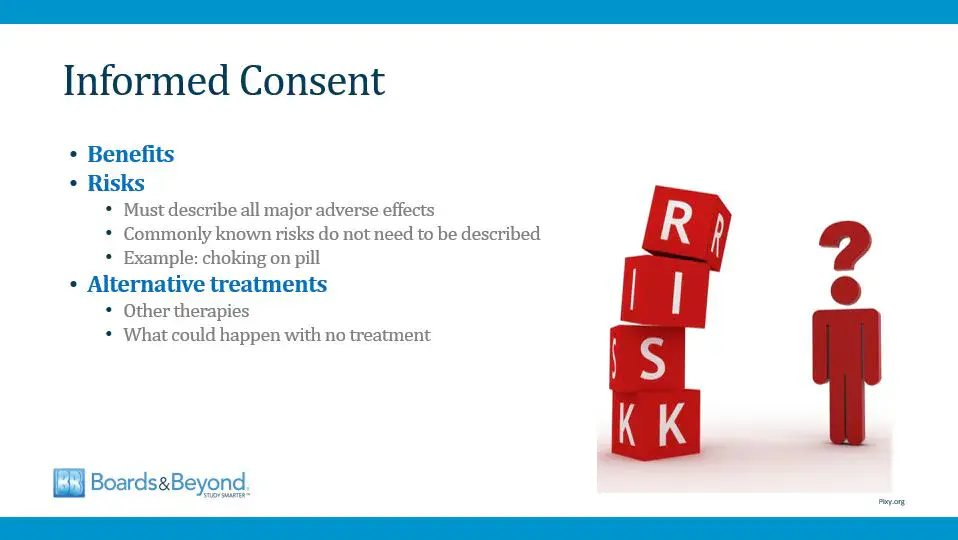 Informed Consent
• Benefits
• Risks
• Must describe all major adverse effects
• Commonly known risks do not need to be described
• Example: choking on pill
• Alternative treatments
• Other therapies
• What could happen with no treatment
R R
I I
S S
K K
?
BB Boards&Beyond.
STUDY SMARTER™
Pixy.org